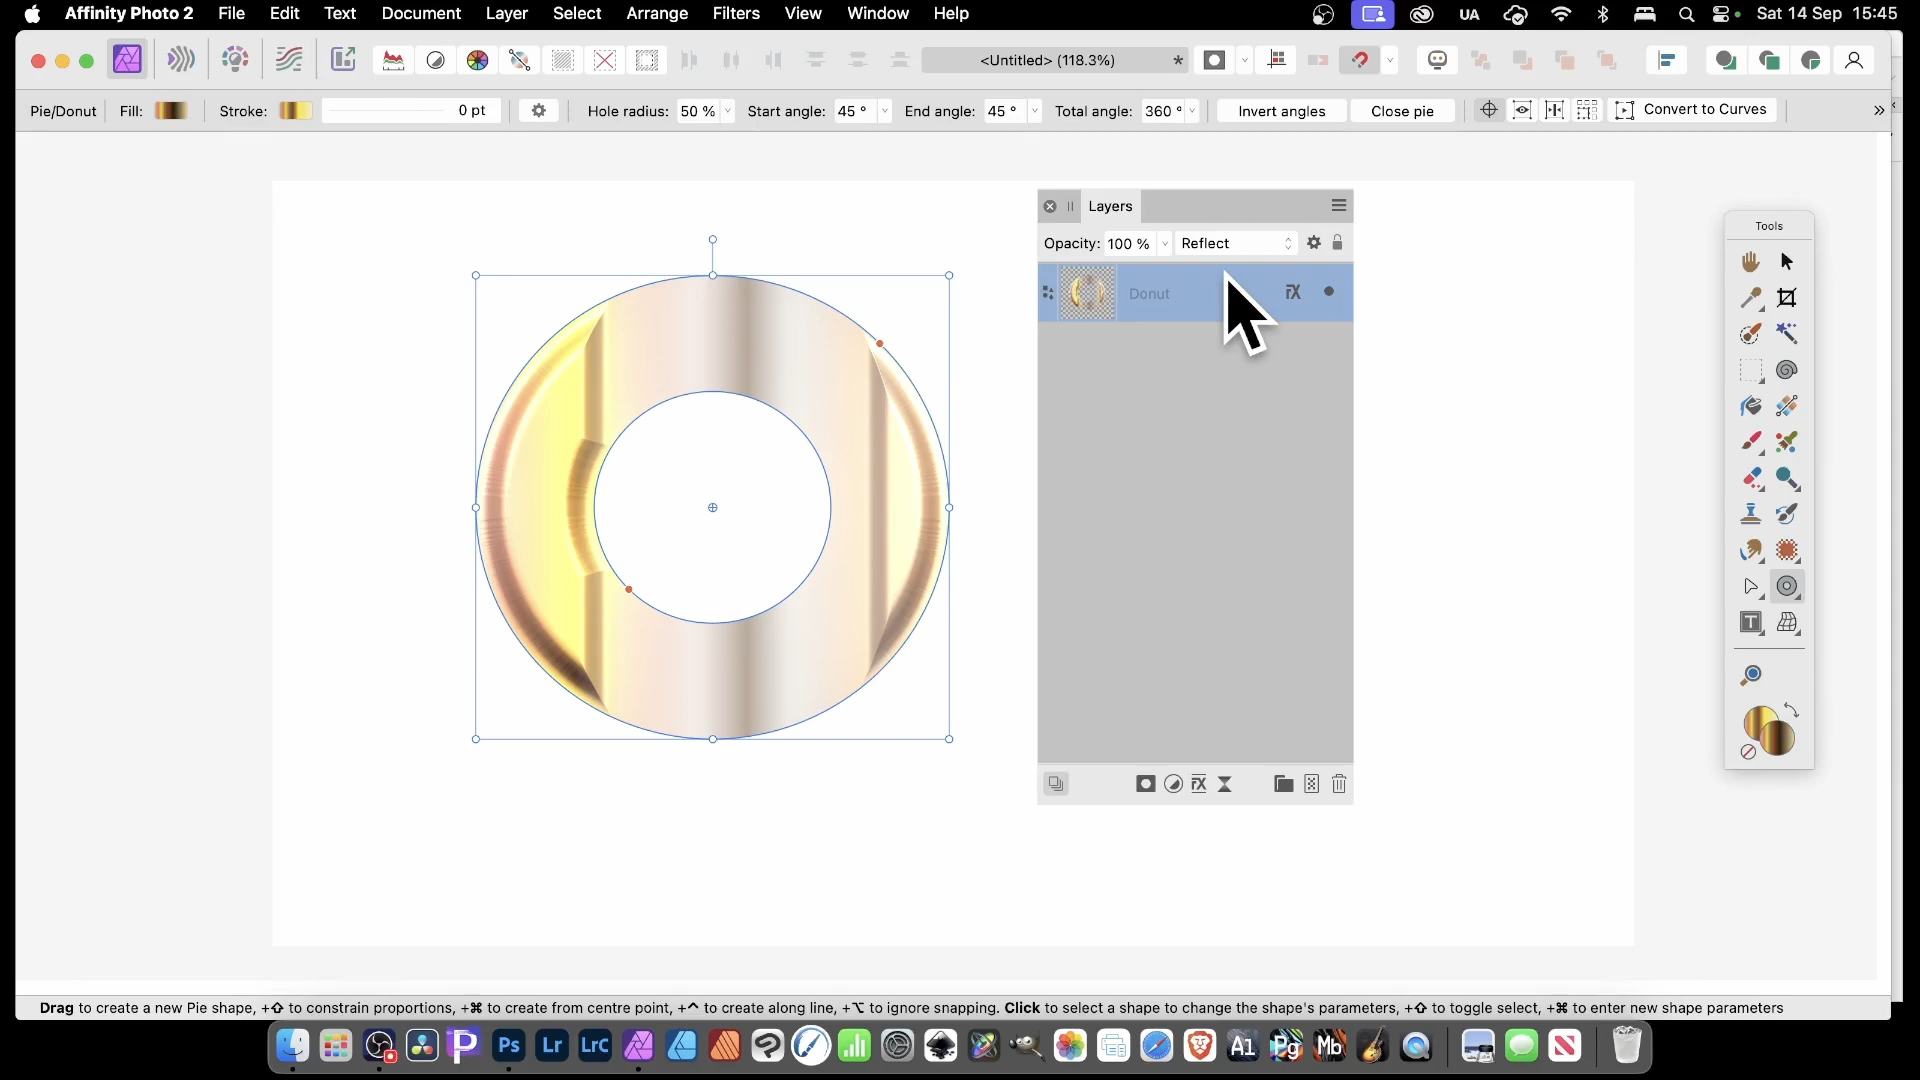 Affinity Photo 2 File Edit Text Document Layer Select Arrange Filters View Window Help UA Sat 14 Sep 15:45
<Untitled> (118.3%) *
Pie/Donut Fill: Stroke: 0 pt Hole radius: 50 % Start angle: 45 ° End angle: 45 ° Total angle: 360 ° Invert angles Close pie Convert to Curves »
Layers
Opacity: 100 % Reflect
Donut
Tools
Drag to create a new Pie shape, +⇧ to constrain proportions, +⌘ to create from centre point, +⌃ to create along line, +⌥ to ignore snapping. Click to select a shape to change the shape's parameters, +⇧ to toggle select, +⌘ to enter new shape parameters
Ps Lr LrC AI Pg Mb